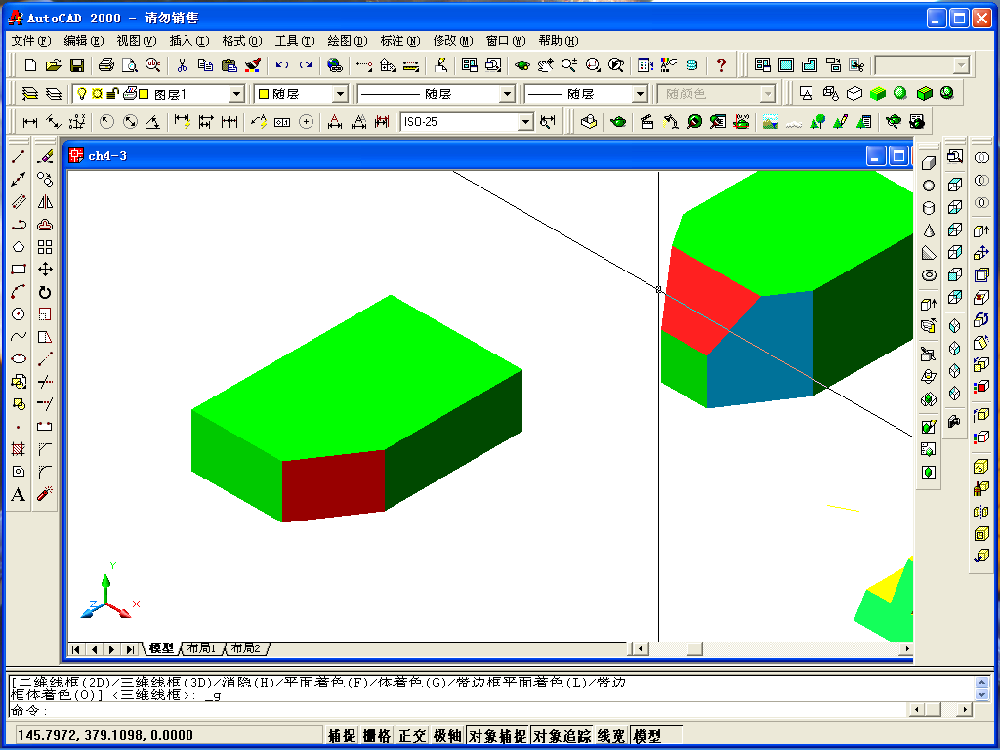 AutoCAD 2000 - 请勿销售
文件(F) 编辑(E) 视图(V) 插入(I) 格式(O) 工具(T) 绘图(D) 标注(N) 修改(M) 窗口(W) 帮助(H)
图层1 随层 随层 随层 随颜色
ISO-25
ch4-3
A
Y
Z X
模型 布局1 布局2
[二维线框(2D)/三维线框(3D)/消隐(H)/平面着色(F)/体着色(G)/带边框平面着色(L)/带边
框体着色(O)] <三维线框>: _g
命令:
145.7972, 379.1098, 0.0000 捕捉 栅格 正交 极轴 对象捕捉 对象追踪 线宽 模型